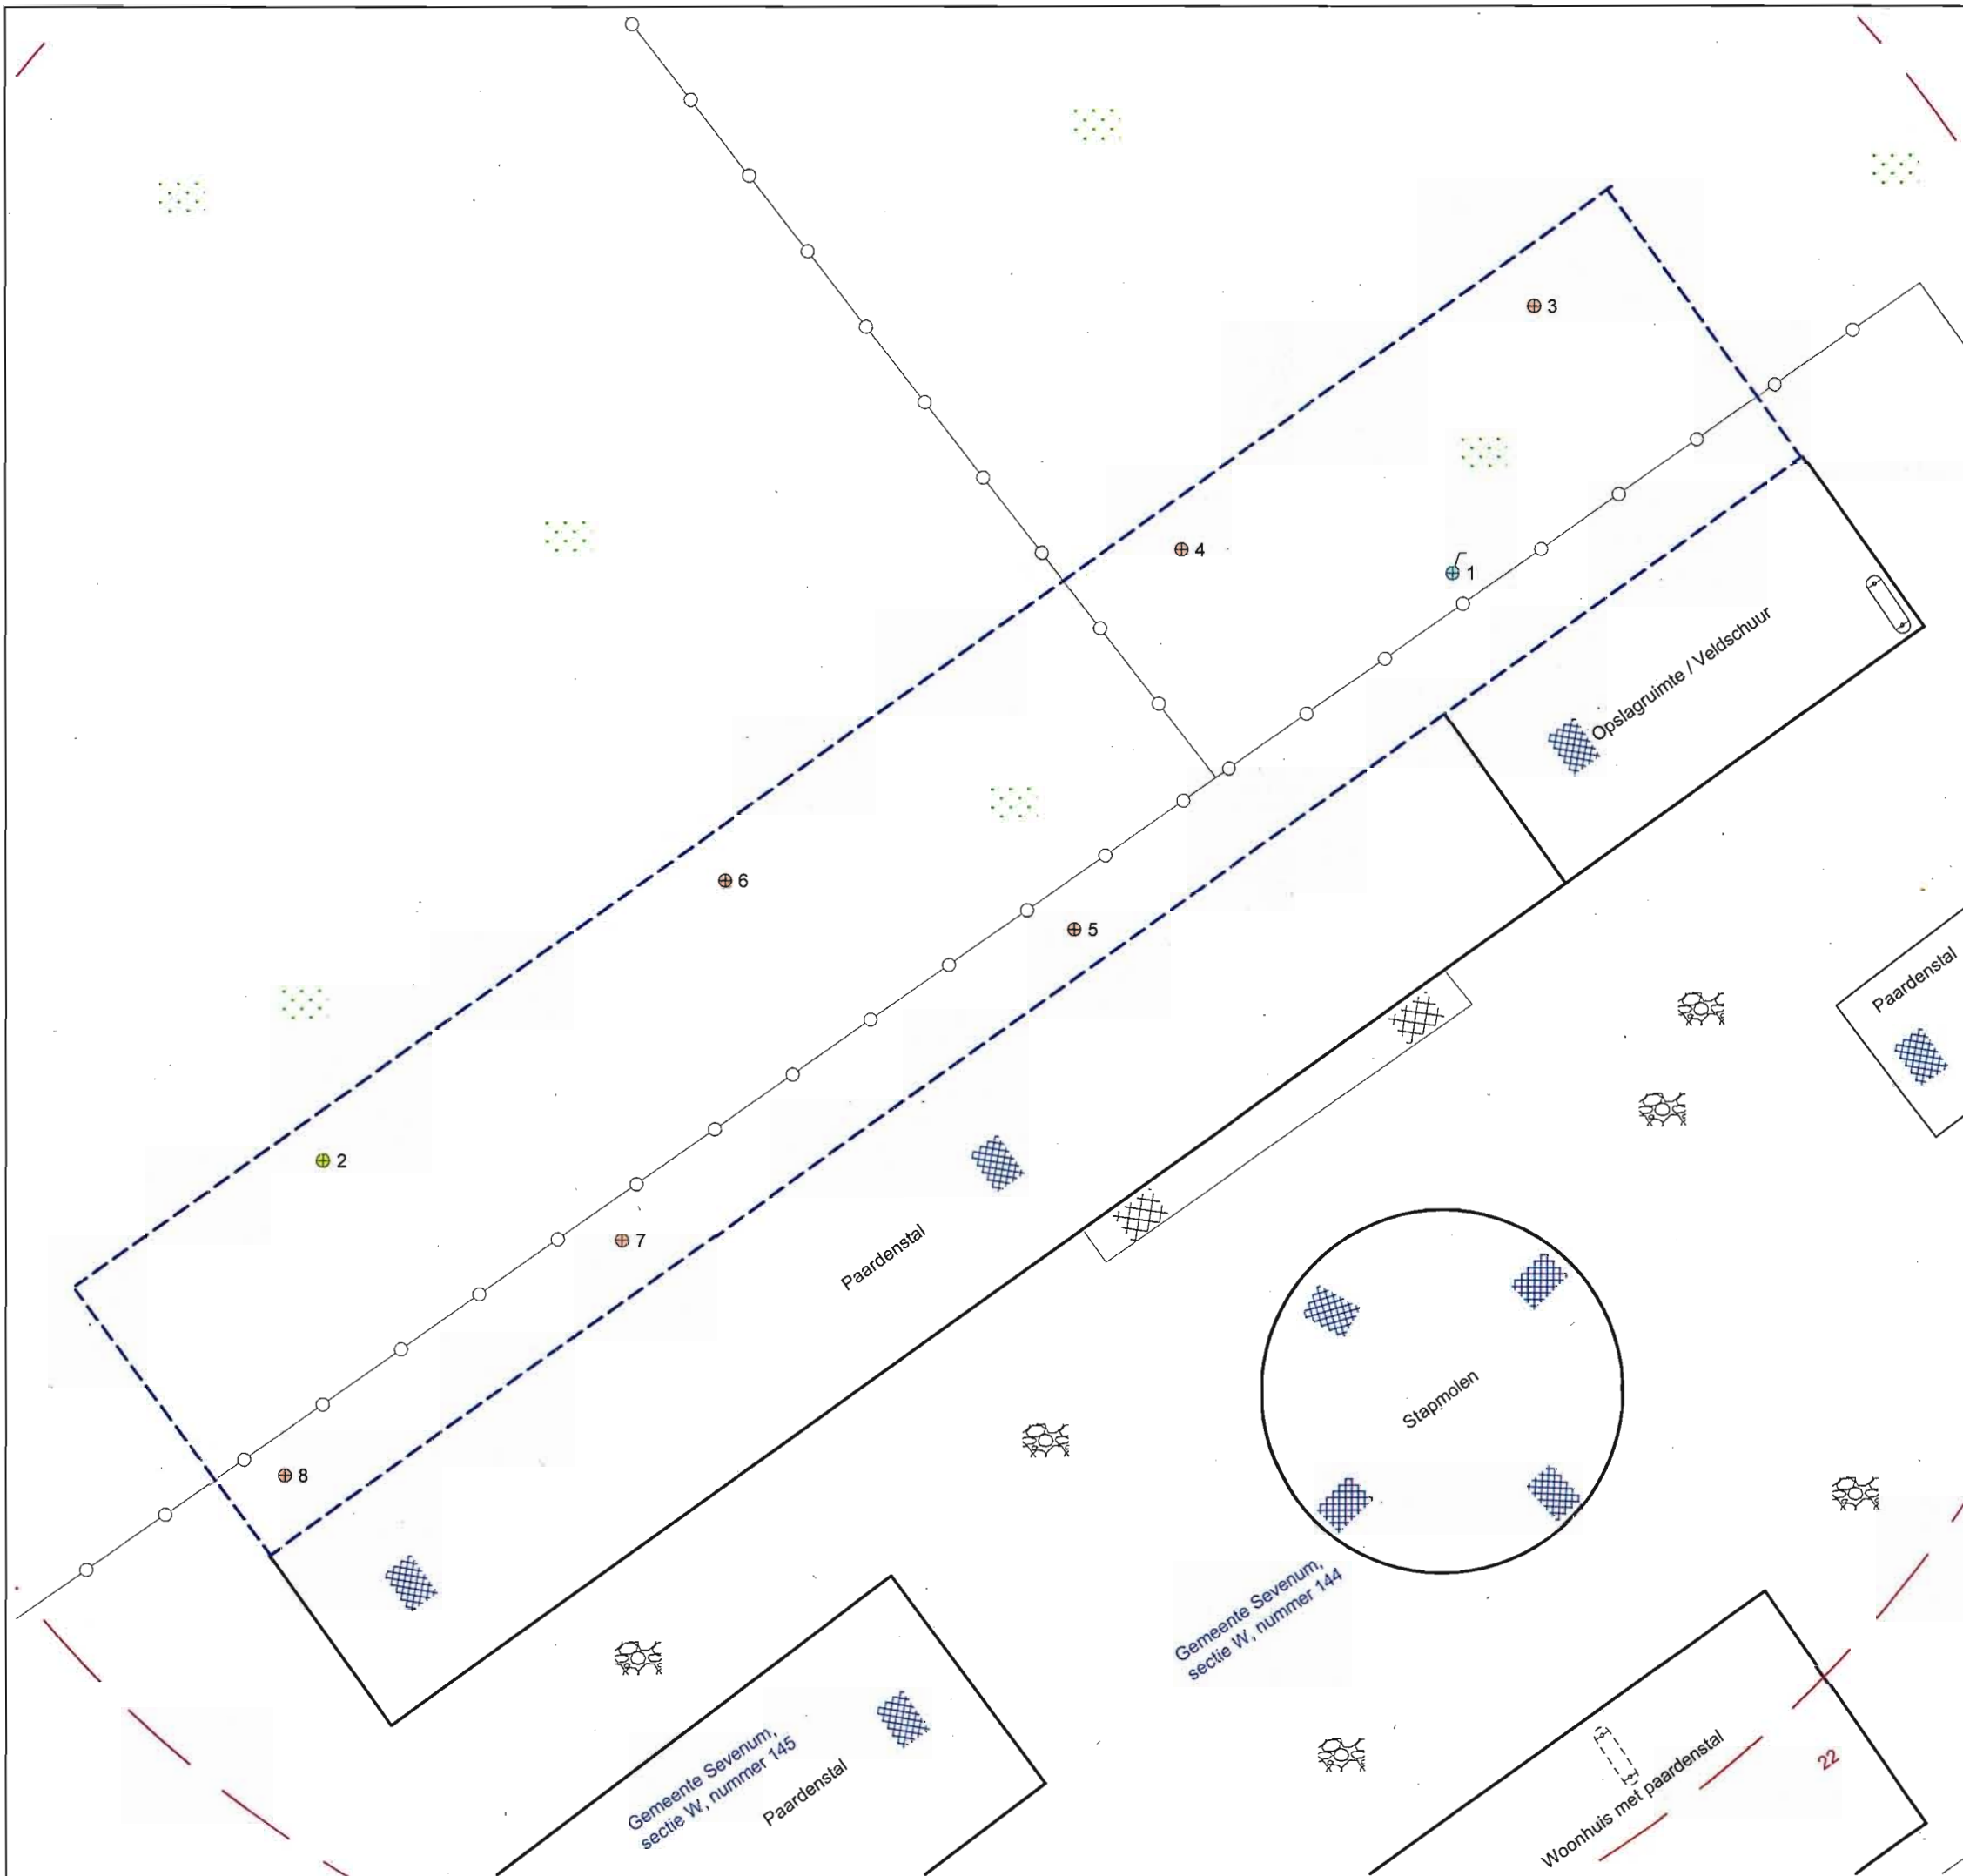 3
4
1
Opslagruimte / Veldschuur
6
5
Paardenstal
2
7
Paardenstal
8
Stapmolen
Gemeente Sevenum,
sectie W, nummer 144
Gemeente Sevenum,
sectie W, nummer 145
Paardenstal
Woonhuis met paardenstal
22